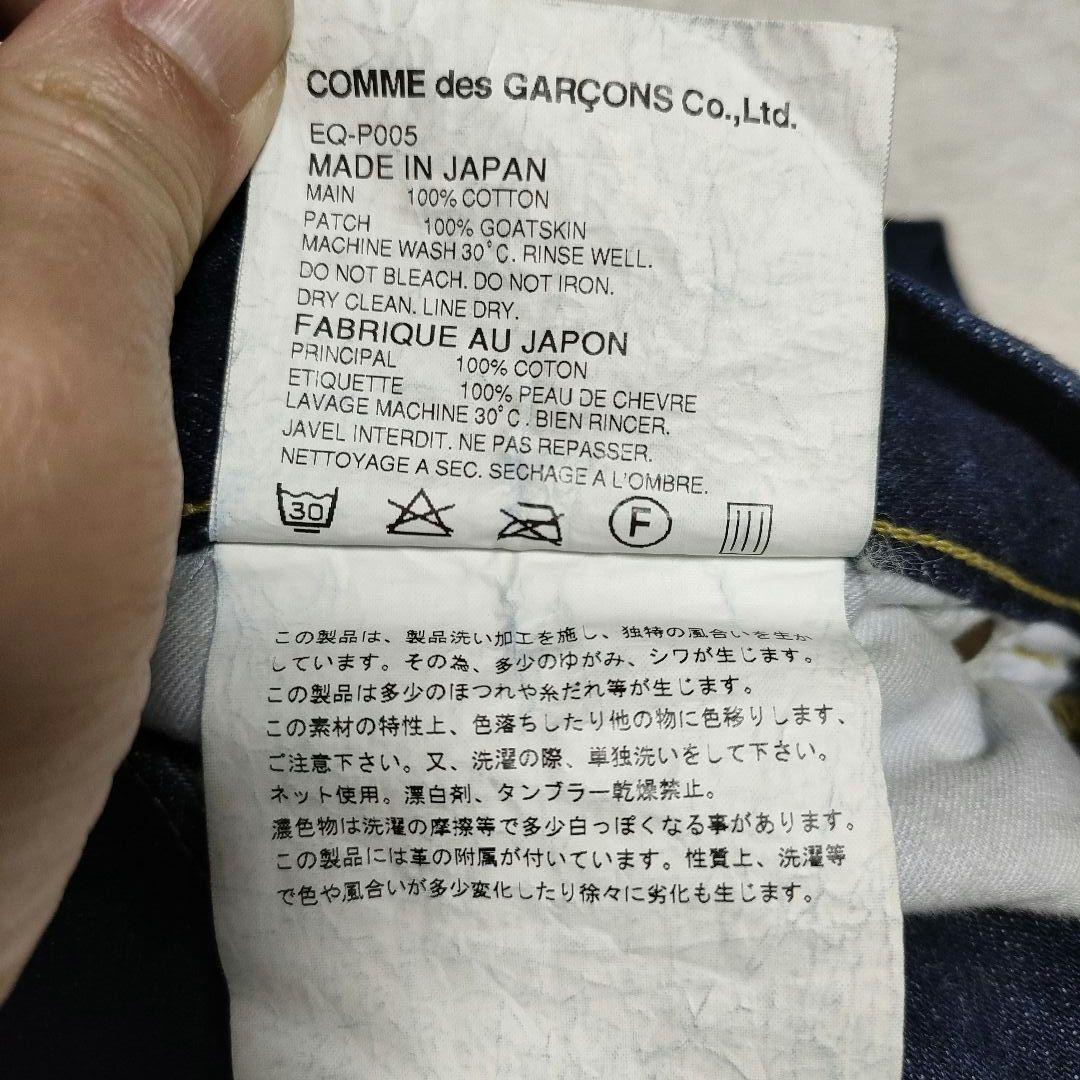 COMME des GARÇONS Co.,Ltd.
EQ-P005
MADE IN JAPAN
MAIN 100% COTTON
PATCH 100% GOATSKIN
MACHINE WASH 30°C. RINSE WELL.
DO NOT BLEACH. DO NOT IRON.
DRY CLEAN. LINE DRY.
FABRIQUE AU JAPON
PRINCIPAL 100% COTON
ETIQUETTE 100% PEAU DE CHEVRE
LAVAGE MACHINE 30°C. BIEN RINCER.
JAVEL INTERDIT. NE PAS REPASSER.
NETTOYAGE A SEC. SECHAGE A L'OMBRE.
30 F
この製品は、製品洗い加工を施し、独特の風合いを生か
しています。その為、多少のゆがみ、シワが生じます。
この製品は多少のほつれや糸だれ等が生じます。
この素材の特性上、色落ちしたり他の物に色移りします、
ご注意下さい。又、洗濯の際、単独洗いをして下さい。
ネット使用。漂白剤、タンブラー乾燥禁止。
濃色物は洗濯の摩擦等で多少白っぽくなる事があります。
この製品には革の附属が付いています。性質上、洗濯等
で色や風合いが多少変化したり徐々に劣化も生じます。